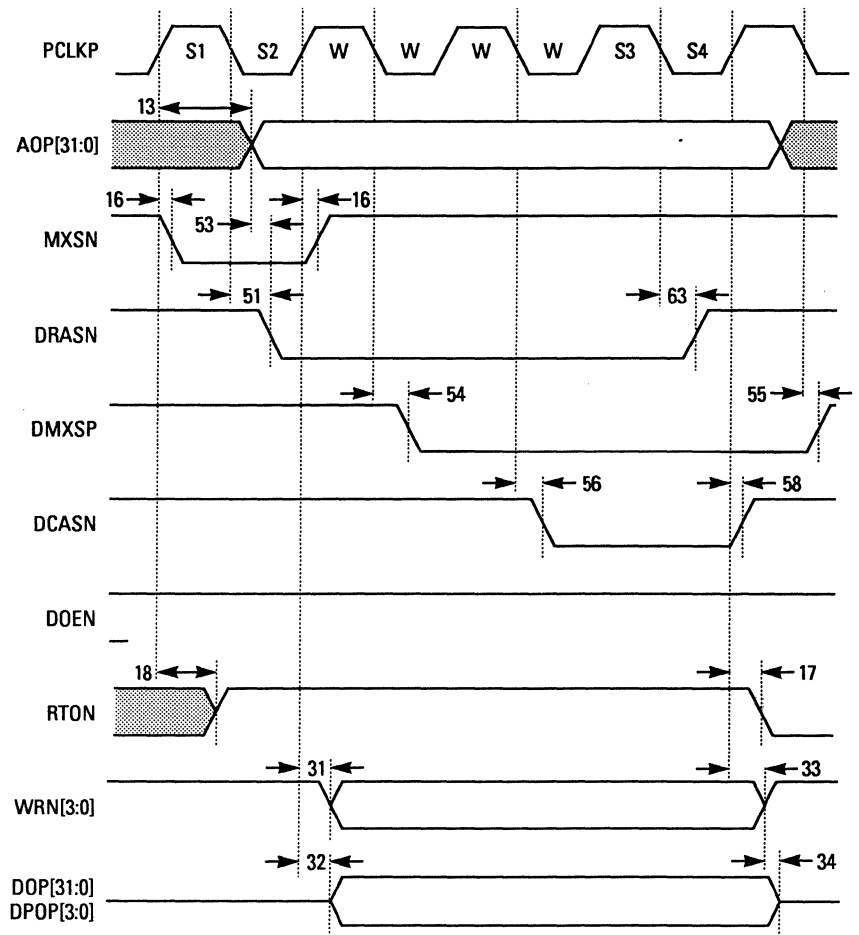 PCLKP S1 S2 W W W W S3 S4
13
AOP[31:0]
16 16
53
MXSN
51 63
DRASN
54 55
DMXSP
56 58
DCASN
DOEN
18 17
RTON
31 33
WRN[3:0]
32 34
DOP[31:0]
DPOP[3:0]